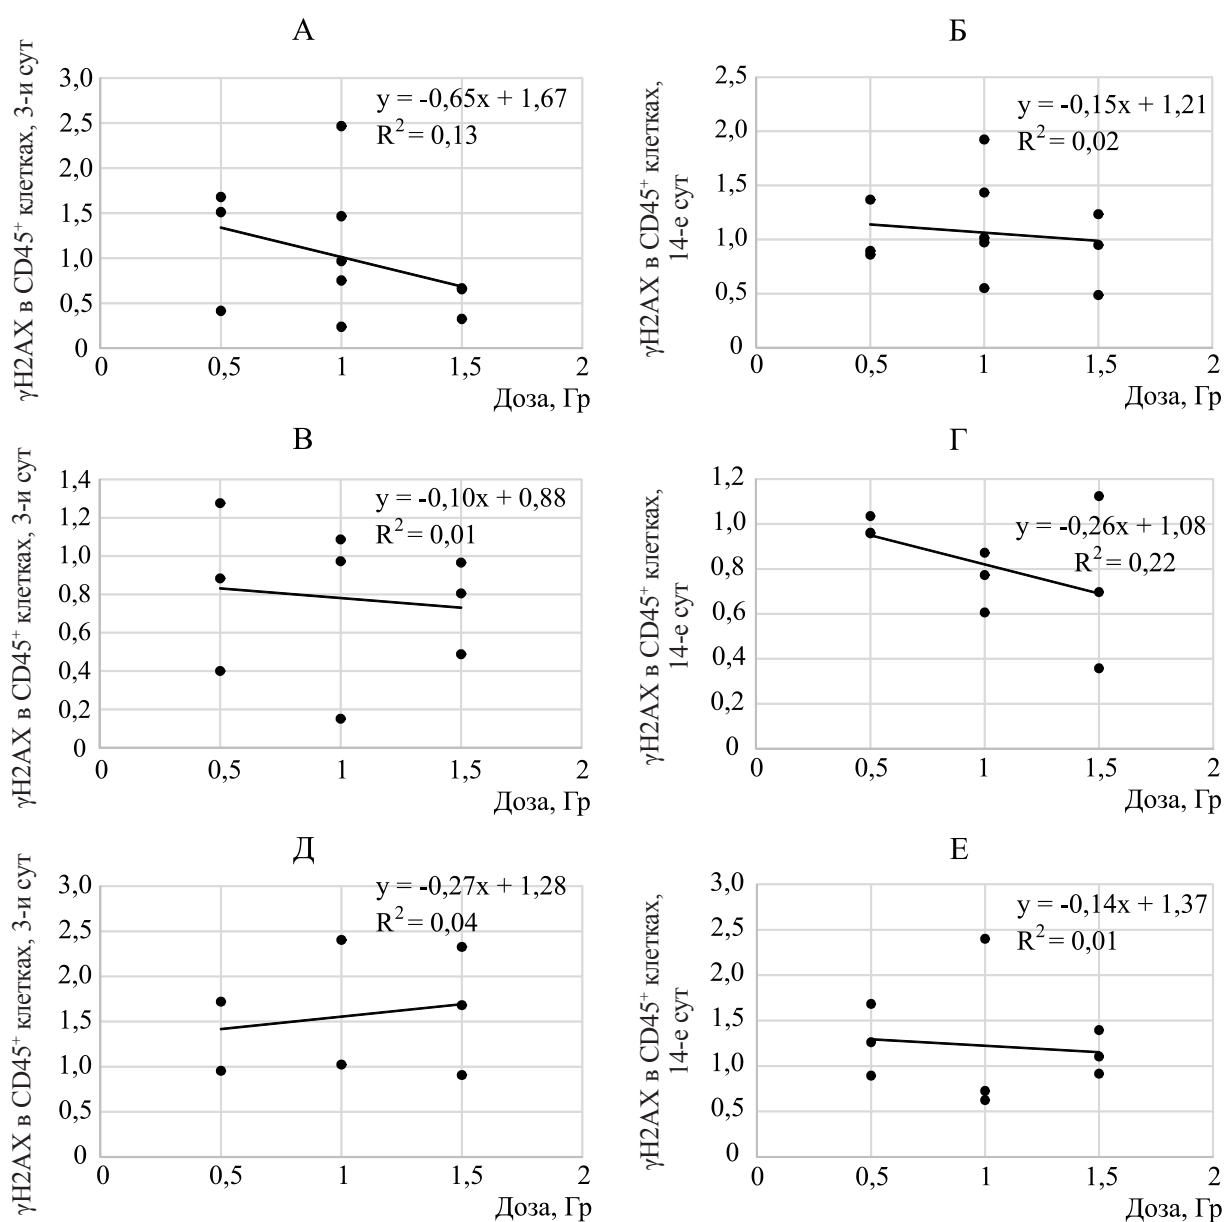 А
γH2AX в CD45⁺ клетках, 3-и сут
3,0
2,5
2,0
1,5
1,0
0,5
0
y = -0,65x + 1,67
R² = 0,13
0 0,5 1 1,5 2
Доза, Гр
Б
γH2AX в CD45⁺ клетках,
14-е сут
2,5
2,0
1,5
1,0
0,5
0
y = -0,15x + 1,21
R² = 0,02
0 0,5 1 1,5 2
Доза, Гр
В
γH2AX в CD45⁺ клетках, 3-и сут
1,4
1,2
1,0
0,8
0,6
0,4
0,2
0
y = -0,10x + 0,88
R² = 0,01
0 0,5 1 1,5 2
Доза, Гр
Г
γH2AX в CD45⁺ клетках,
14-е сут
1,2
1,0
0,8
0,6
0,4
0,2
0
y = -0,26x + 1,08
R² = 0,22
0 0,5 1 1,5 2
Доза, Гр
Д
γH2AX в CD45⁺ клетках, 3-и сут
3,0
2,5
2,0
1,5
1,0
0,5
0
y = -0,27x + 1,28
R² = 0,04
0 0,5 1 1,5 2
Доза, Гр
Е
γH2AX в CD45⁺ клетках,
14-е сут
3,0
2,5
2,0
1,5
1,0
0,5
0
y = -0,14x + 1,37
R² = 0,01
0 0,5 1 1,5 2
Доза, Гр